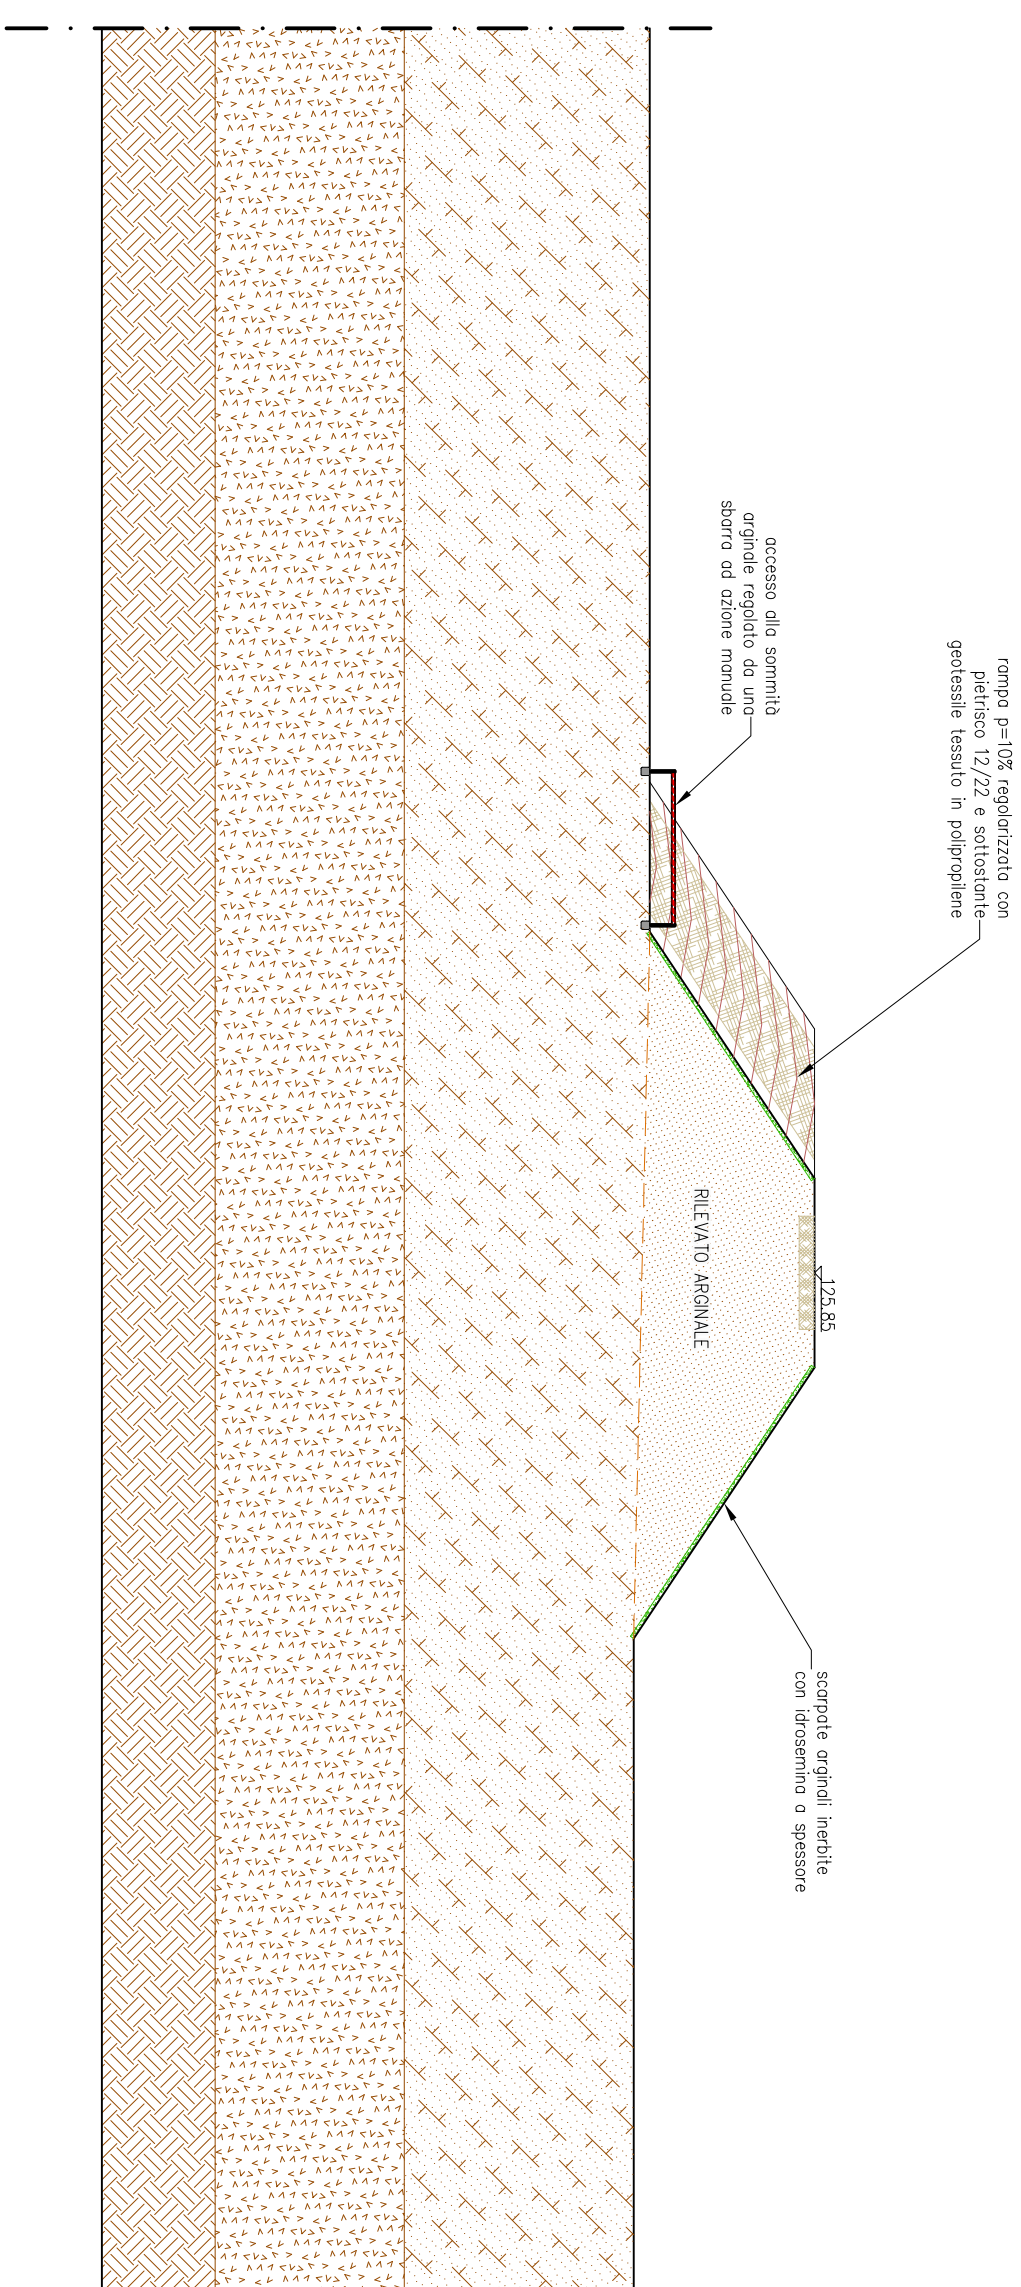 rampa p=10% regolarizzata con
pietrisco 12/22 e sottostante
geotessile tessuto in polipropilene
accesso alla sommità
arginale regolato da una
sbarra ad azione manuale
125.85
RILEVATO ARGINALE
scarpate arginali inerbite
con idrosemina a spessore